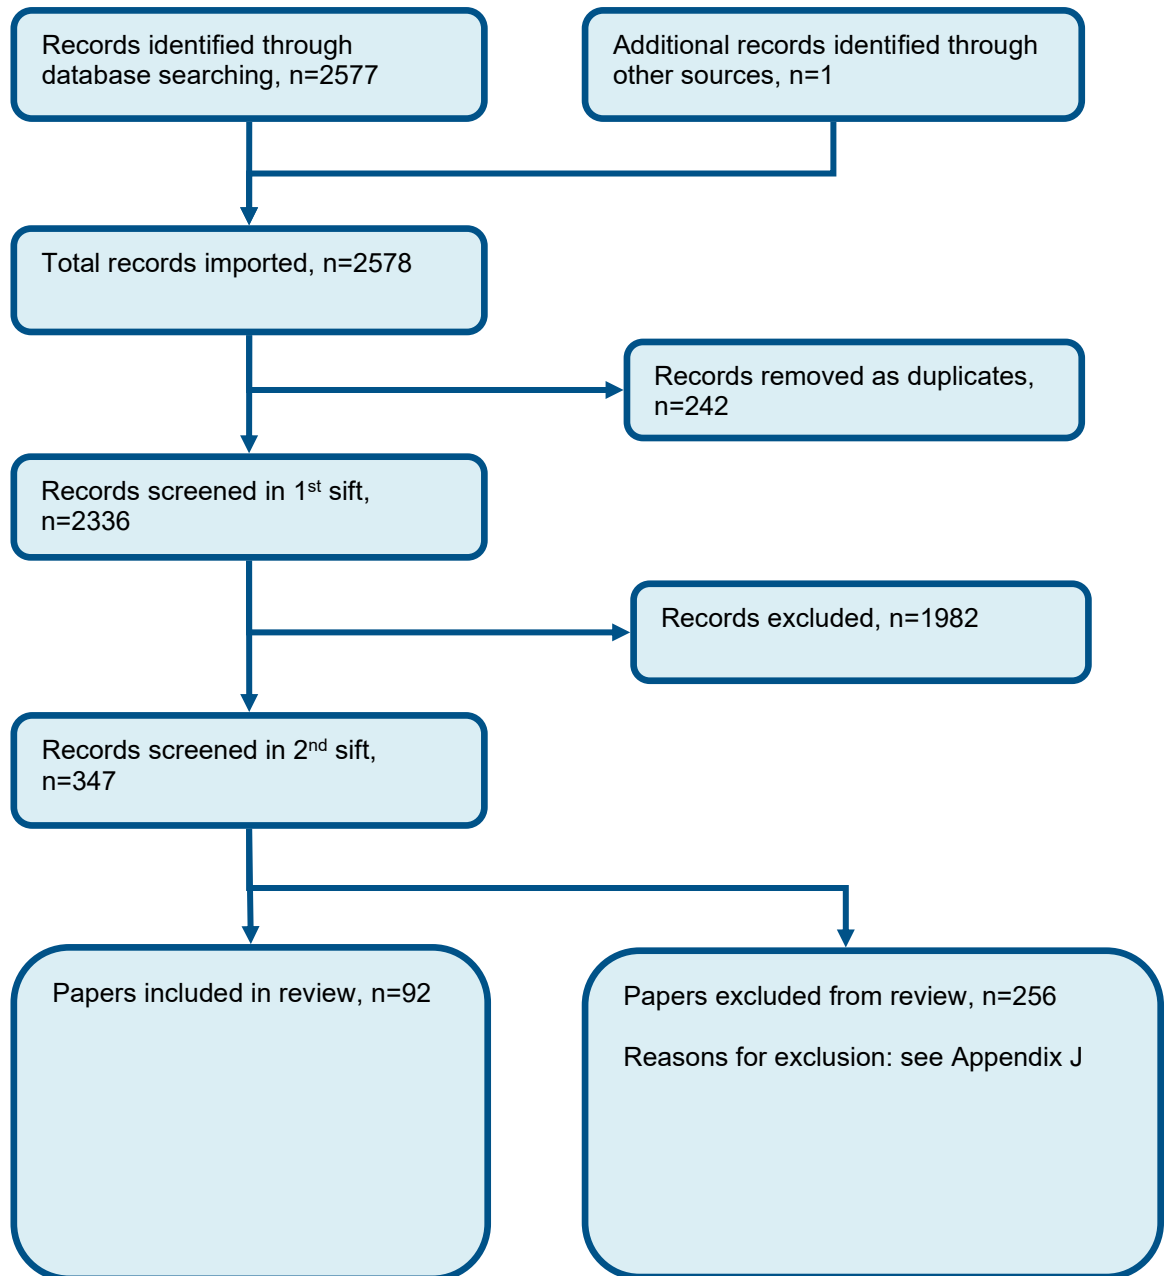 Records identified through
database searching, n=2577
Additional records identified through
other sources, n=1
Total records imported, n=2578
Records removed as duplicates,
n=242
Records screened in 1st sift,
n=2336
Records excluded, n=1982
Records screened in 2nd sift,
n=347
Papers included in review, n=92
Papers excluded from review, n=256
Reasons for exclusion: see Appendix J